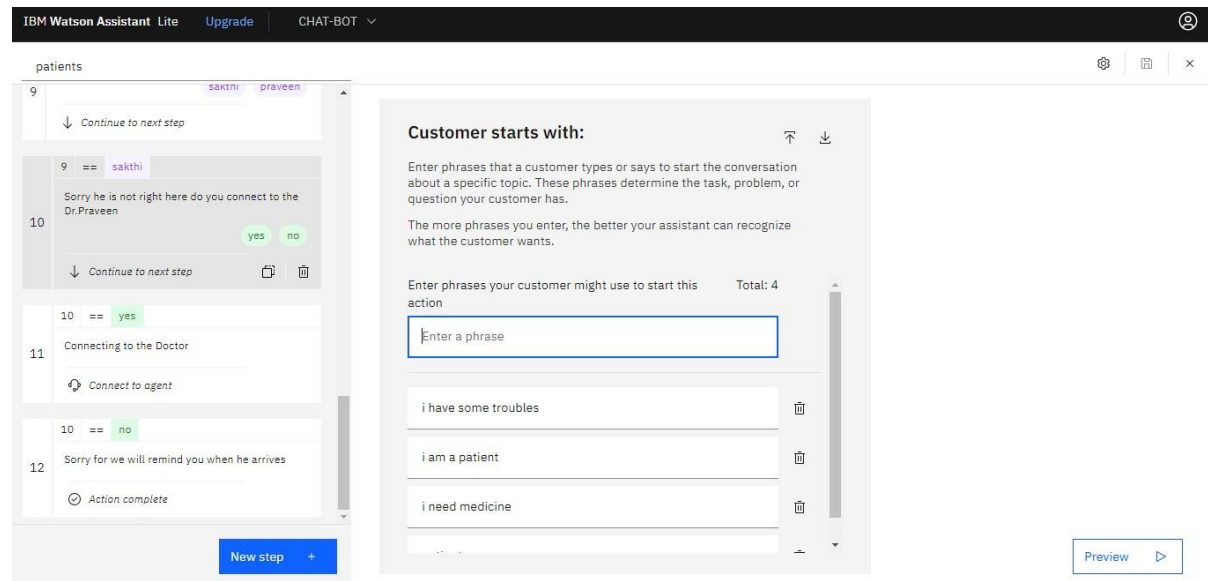 IBM Watson Assistant Lite Upgrade CHAT-BOT
patients
9
sakthi praveen
Continue to next step
9 == sakthi
Sorry he is not right here do you connect to the
Dr.Praveen
10
yes no
Continue to next step
10 == yes
Connecting to the Doctor
11
Connect to agent
10 == no
Sorry for we will remind you when he arrives
12
Action complete
New step +
Customer starts with:
Enter phrases that a customer types or says to start the conversation
about a specific topic. These phrases determine the task, problem, or
question your customer has.
The more phrases you enter, the better your assistant can recognize
what the customer wants.
Enter phrases your customer might use to start this
action
Total: 4
Enter a phrase
i have some troubles
i am a patient
i need medicine
Preview